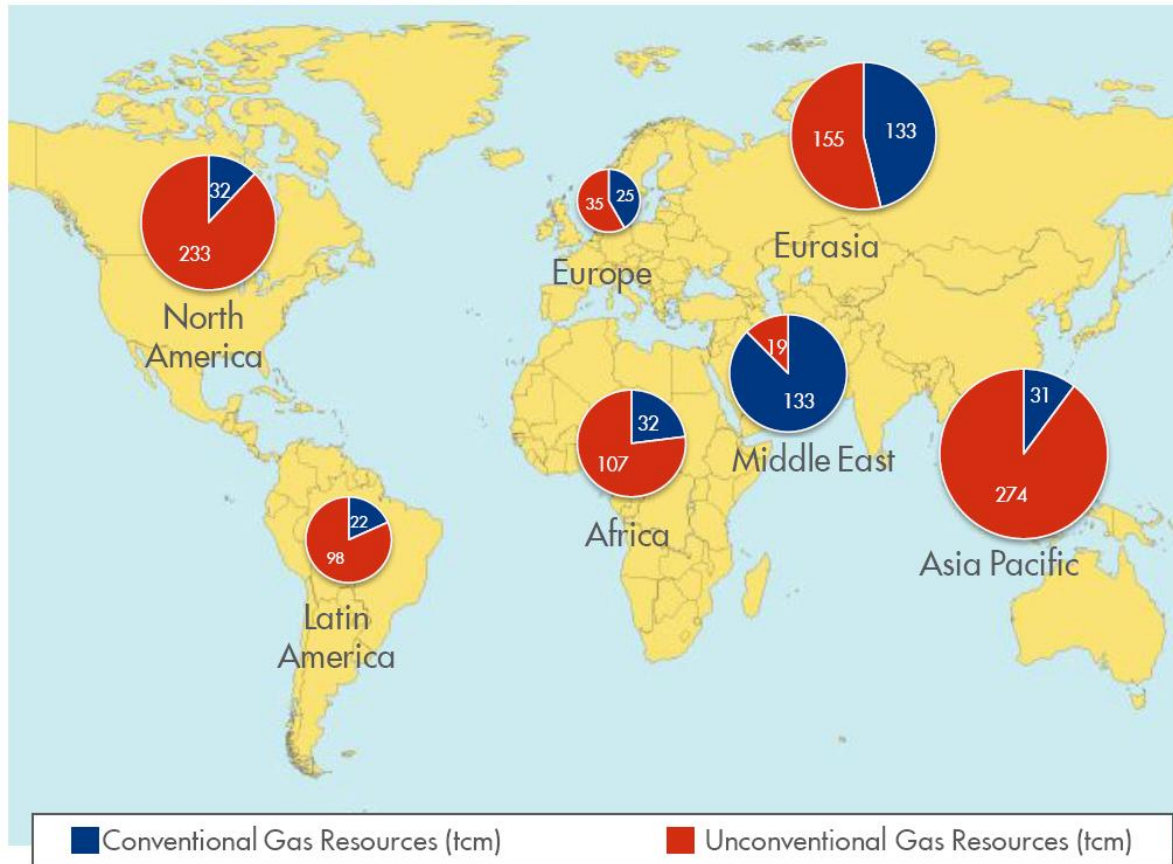 133
155
32
25
35
233
Eurasia
Europe
North
America
19
133
31
32
107
Middle East
274
22
Africa
98
Asia Pacific
Latin
America
Conventional Gas Resources (tcm)
Unconventional Gas Resources (tcm)